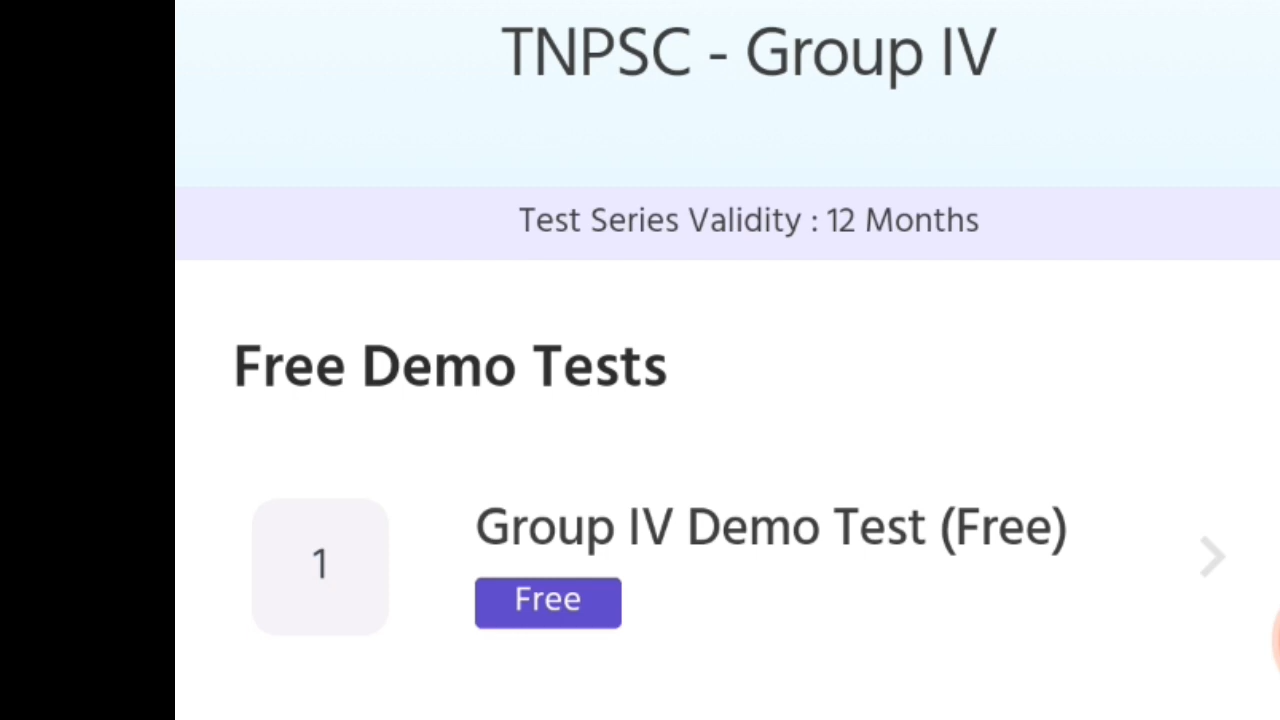 TNPSC - Group IV
Test Series Validity : 12 Months
Free Demo Tests
1
Group IV Demo Test (Free)
Free